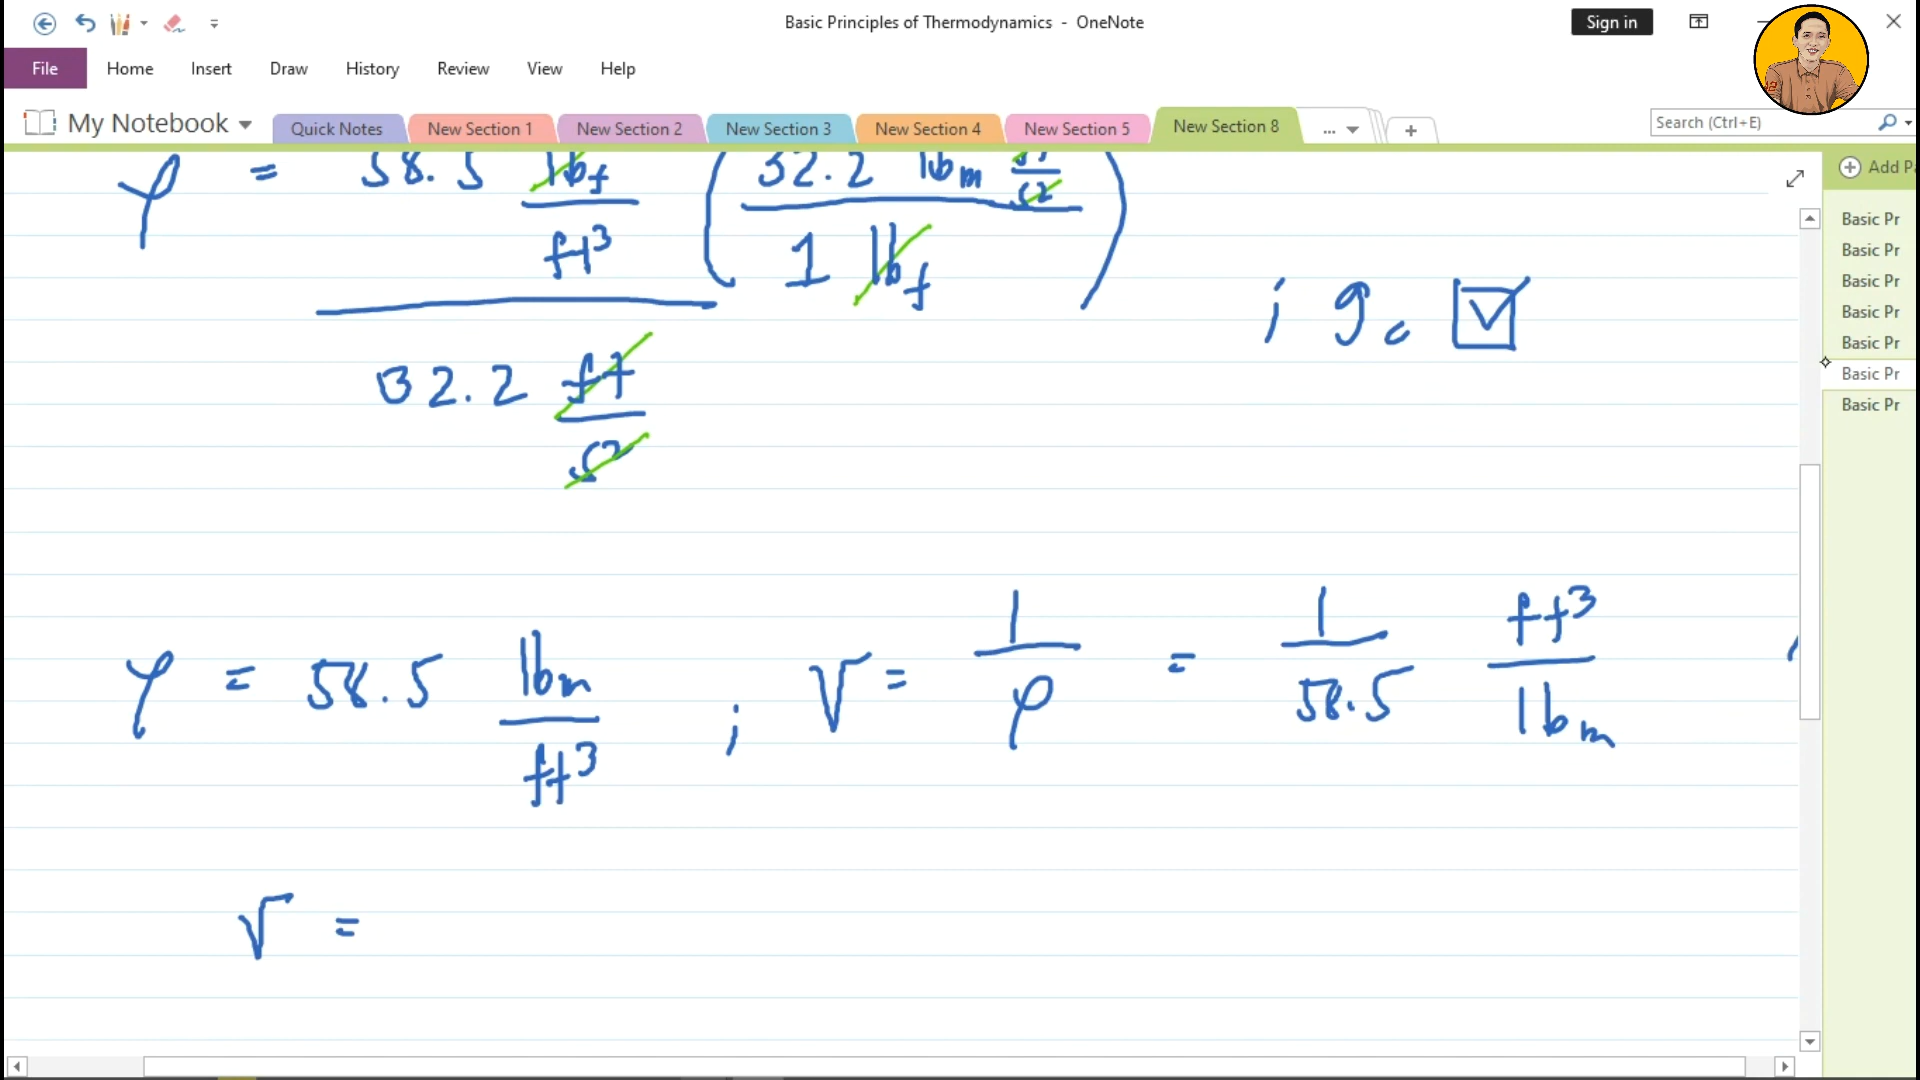 Basic Principles of Thermodynamics - OneNote
Sign in
File Home Insert Draw History Review View Help
My Notebook Quick Notes New Section 1 New Section 2 New Section 3 New Section 4 New Section 5 New Section 8 ... + Search (Ctrl+E)
Add P
Basic Pr
Basic Pr
Basic Pr
Basic Pr
Basic Pr
Basic Pr
Basic Pr
ρ = 58.5 lbf (32.2 lbm ft
s2
ft3 1 lbf)
; gc ☑
32.2 ft
s2
ρ = 58.5 lbm ; v = 1 = 1 ft3
ft3 ρ 58.5 lbm
v =